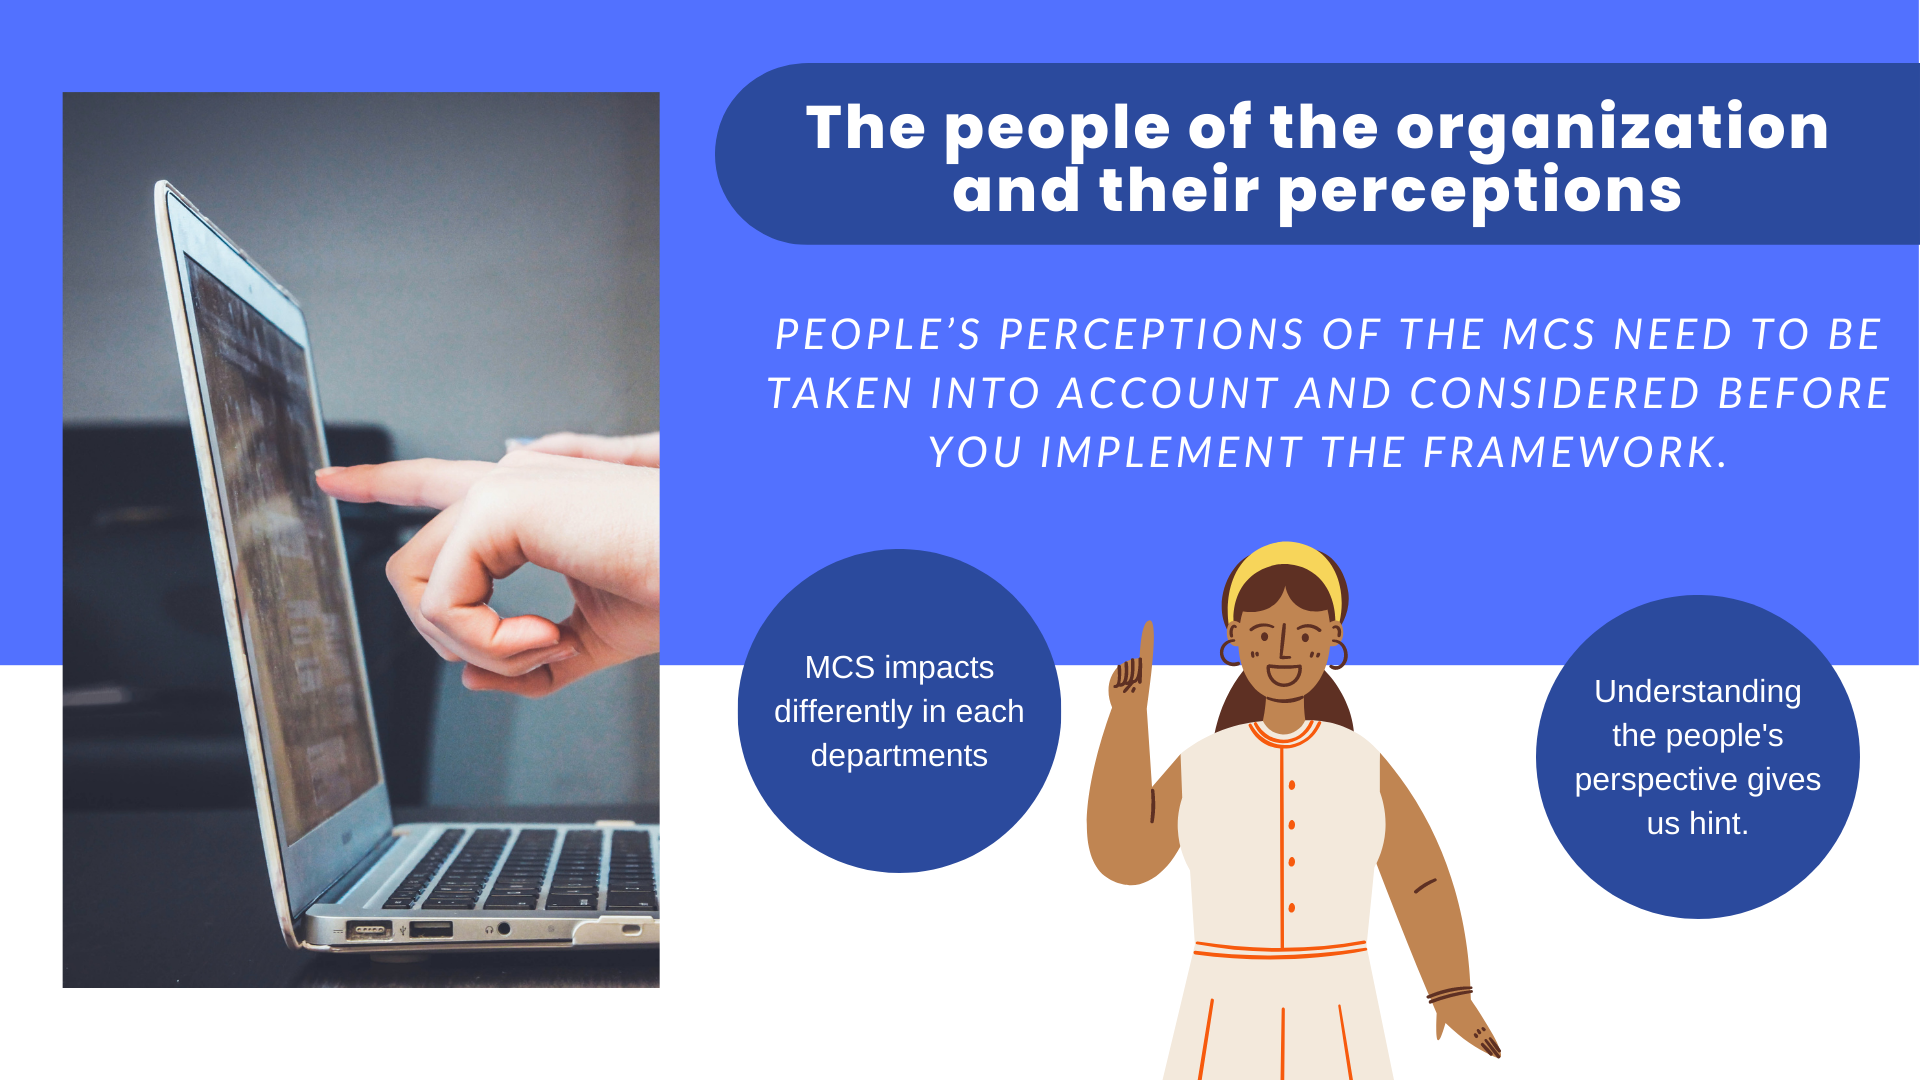 The people of the organization
and their perceptions
PEOPLE’S PERCEPTIONS OF THE MCS NEED TO BE
TAKEN INTO ACCOUNT AND CONSIDERED BEFORE
YOU IMPLEMENT THE FRAMEWORK.
MCS impacts
differently in each
departments
Understanding
the people's
perspective gives
us hint.